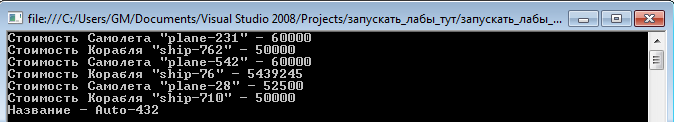 file:///C:/Users/GM/Documents/Visual Studio 2008/Projects/запускать_лабы_тут/запускать_лабы_...
Стоимость Самолета "plane-231" - 60000
Стоимость Корабля "ship-762" - 50000
Стоимость Самолета "plane-542" - 60000
Стоимость Корабля "ship-76" - 5439245
Стоимость Самолета "plane-28" - 52500
Стоимость Корабля "ship-710" - 50000
Название - Auto-432